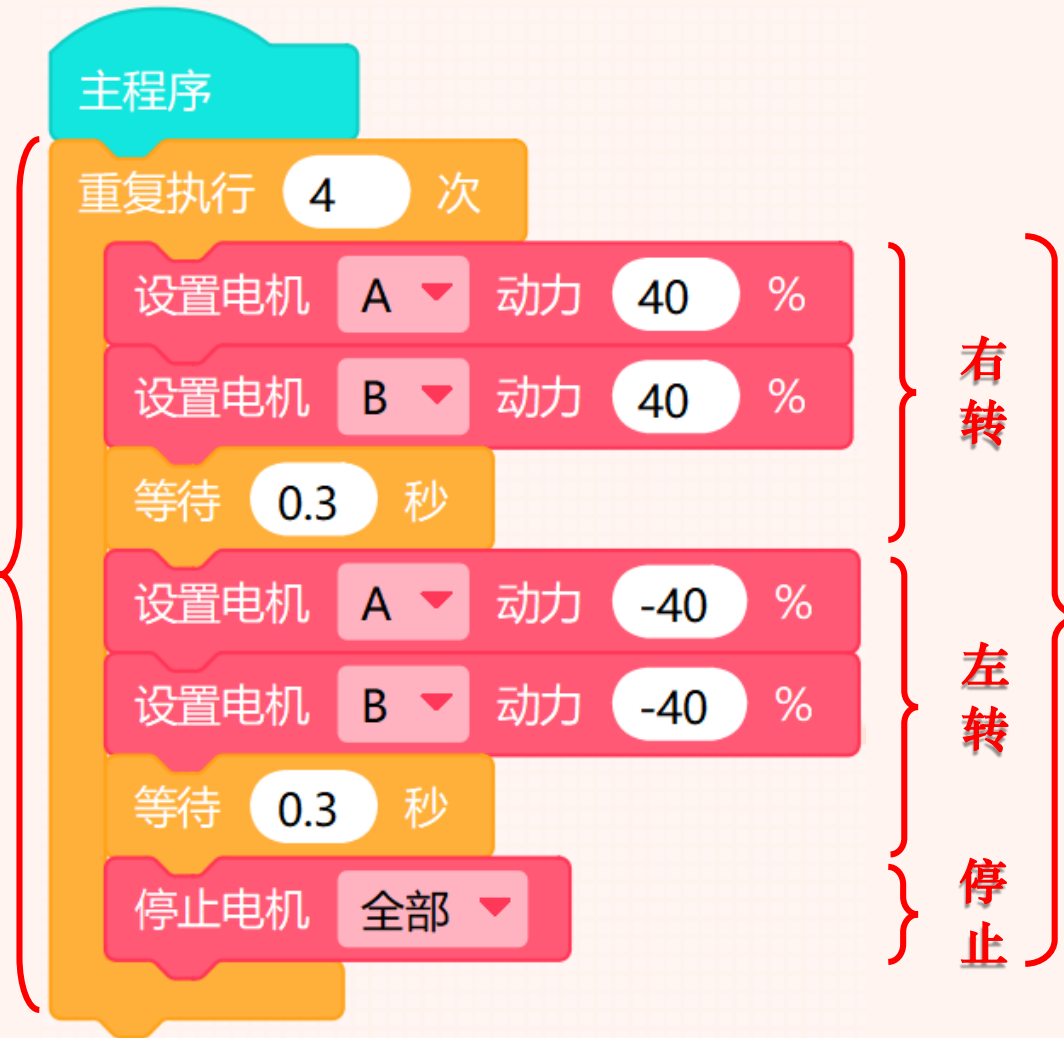 主程序
重复执行 4 次
设置电机 A 动力 40 %
设置电机 B 动力 40 %
等待 0.3 秒
右转
设置电机 A 动力 -40 %
设置电机 B 动力 -40 %
等待 0.3 秒
左转
停止电机 全部
停止